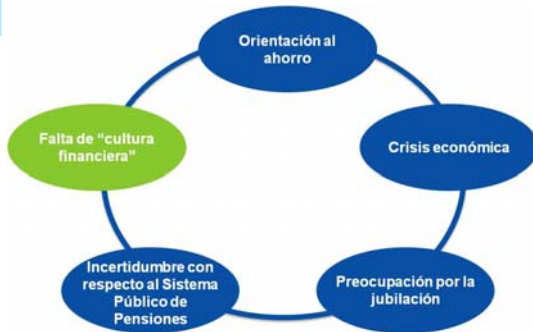 Orientación al
ahorro
Falta de “cultura
financiera”
Crisis económica
Incertidumbre con
respecto al Sistema
Público de
Pensiones
Preocupación por la
jubilación